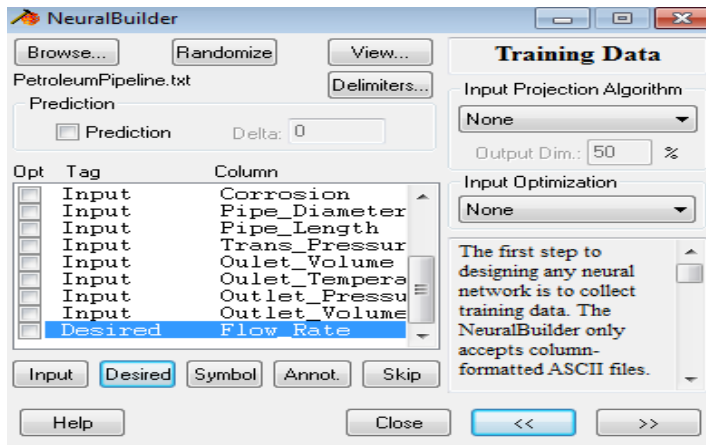 NeuralBuilder
Browse... Randomize View...
PetroleumPipeline.txt Delimiters...
Prediction
Prediction Delta: 0
Opt Tag Column
Input Corrosion
Input Pipe_Diameter
Input Pipe_Length
Input Trans_Pressur
Input Oulet_Volume
Input Oulet_Tempera
Input Outlet_Pressu
Input Outlet_Volume
Desired Flow_Rate
Input Desired Symbol Annot. Skip
Training Data
Input Projection Algorithm
None
Output Dim.: 50 %
Input Optimization
None
The first step to
designing any neural
network is to collect
training data. The
NeuralBuilder only
accepts column-
formatted ASCII files.
Help Close << >>